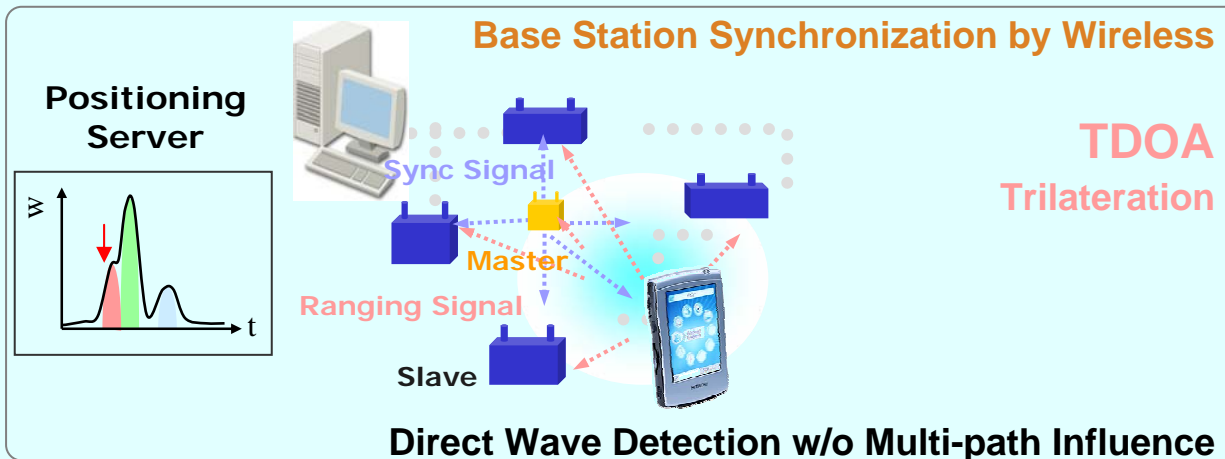 Base Station Synchronization by Wireless
Positioning
Server
TDOA
Trilateration
Sync Signal
w
Master
Ranging Signal
t
Slave
Direct Wave Detection w/o Multi-path Influence